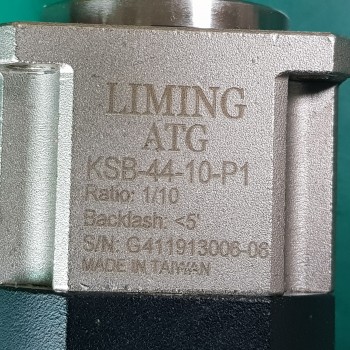 LIMING
ATG
KSB-44-10-P1
Ratio: 1/10
Backlash: <5'
S/N: G411913006-06
MADE IN TAIWAN